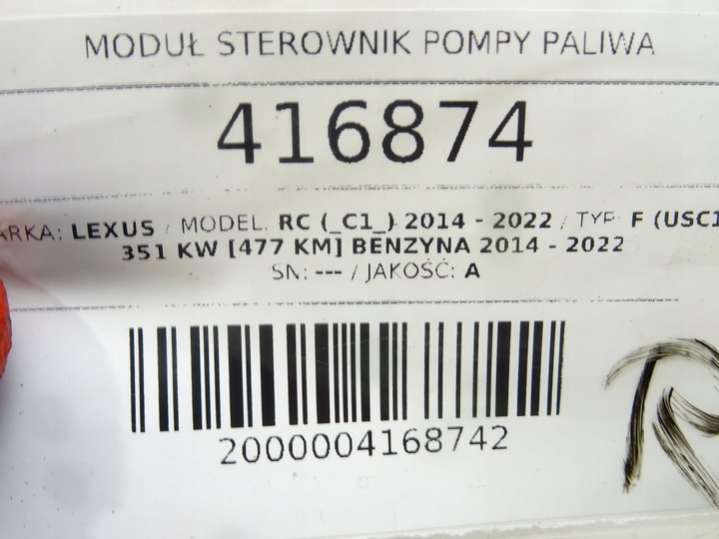 MODUŁ STEROWNIK POMPY PALIWA
416874
ARKA: LEXUS / MODEL: RC (_C1_) 2014 - 2022 / TYP: F (USC1
351 KW [477 KM] BENZYNA 2014 - 2022
SN: --- / JAKOŚĆ: A
2000004168742